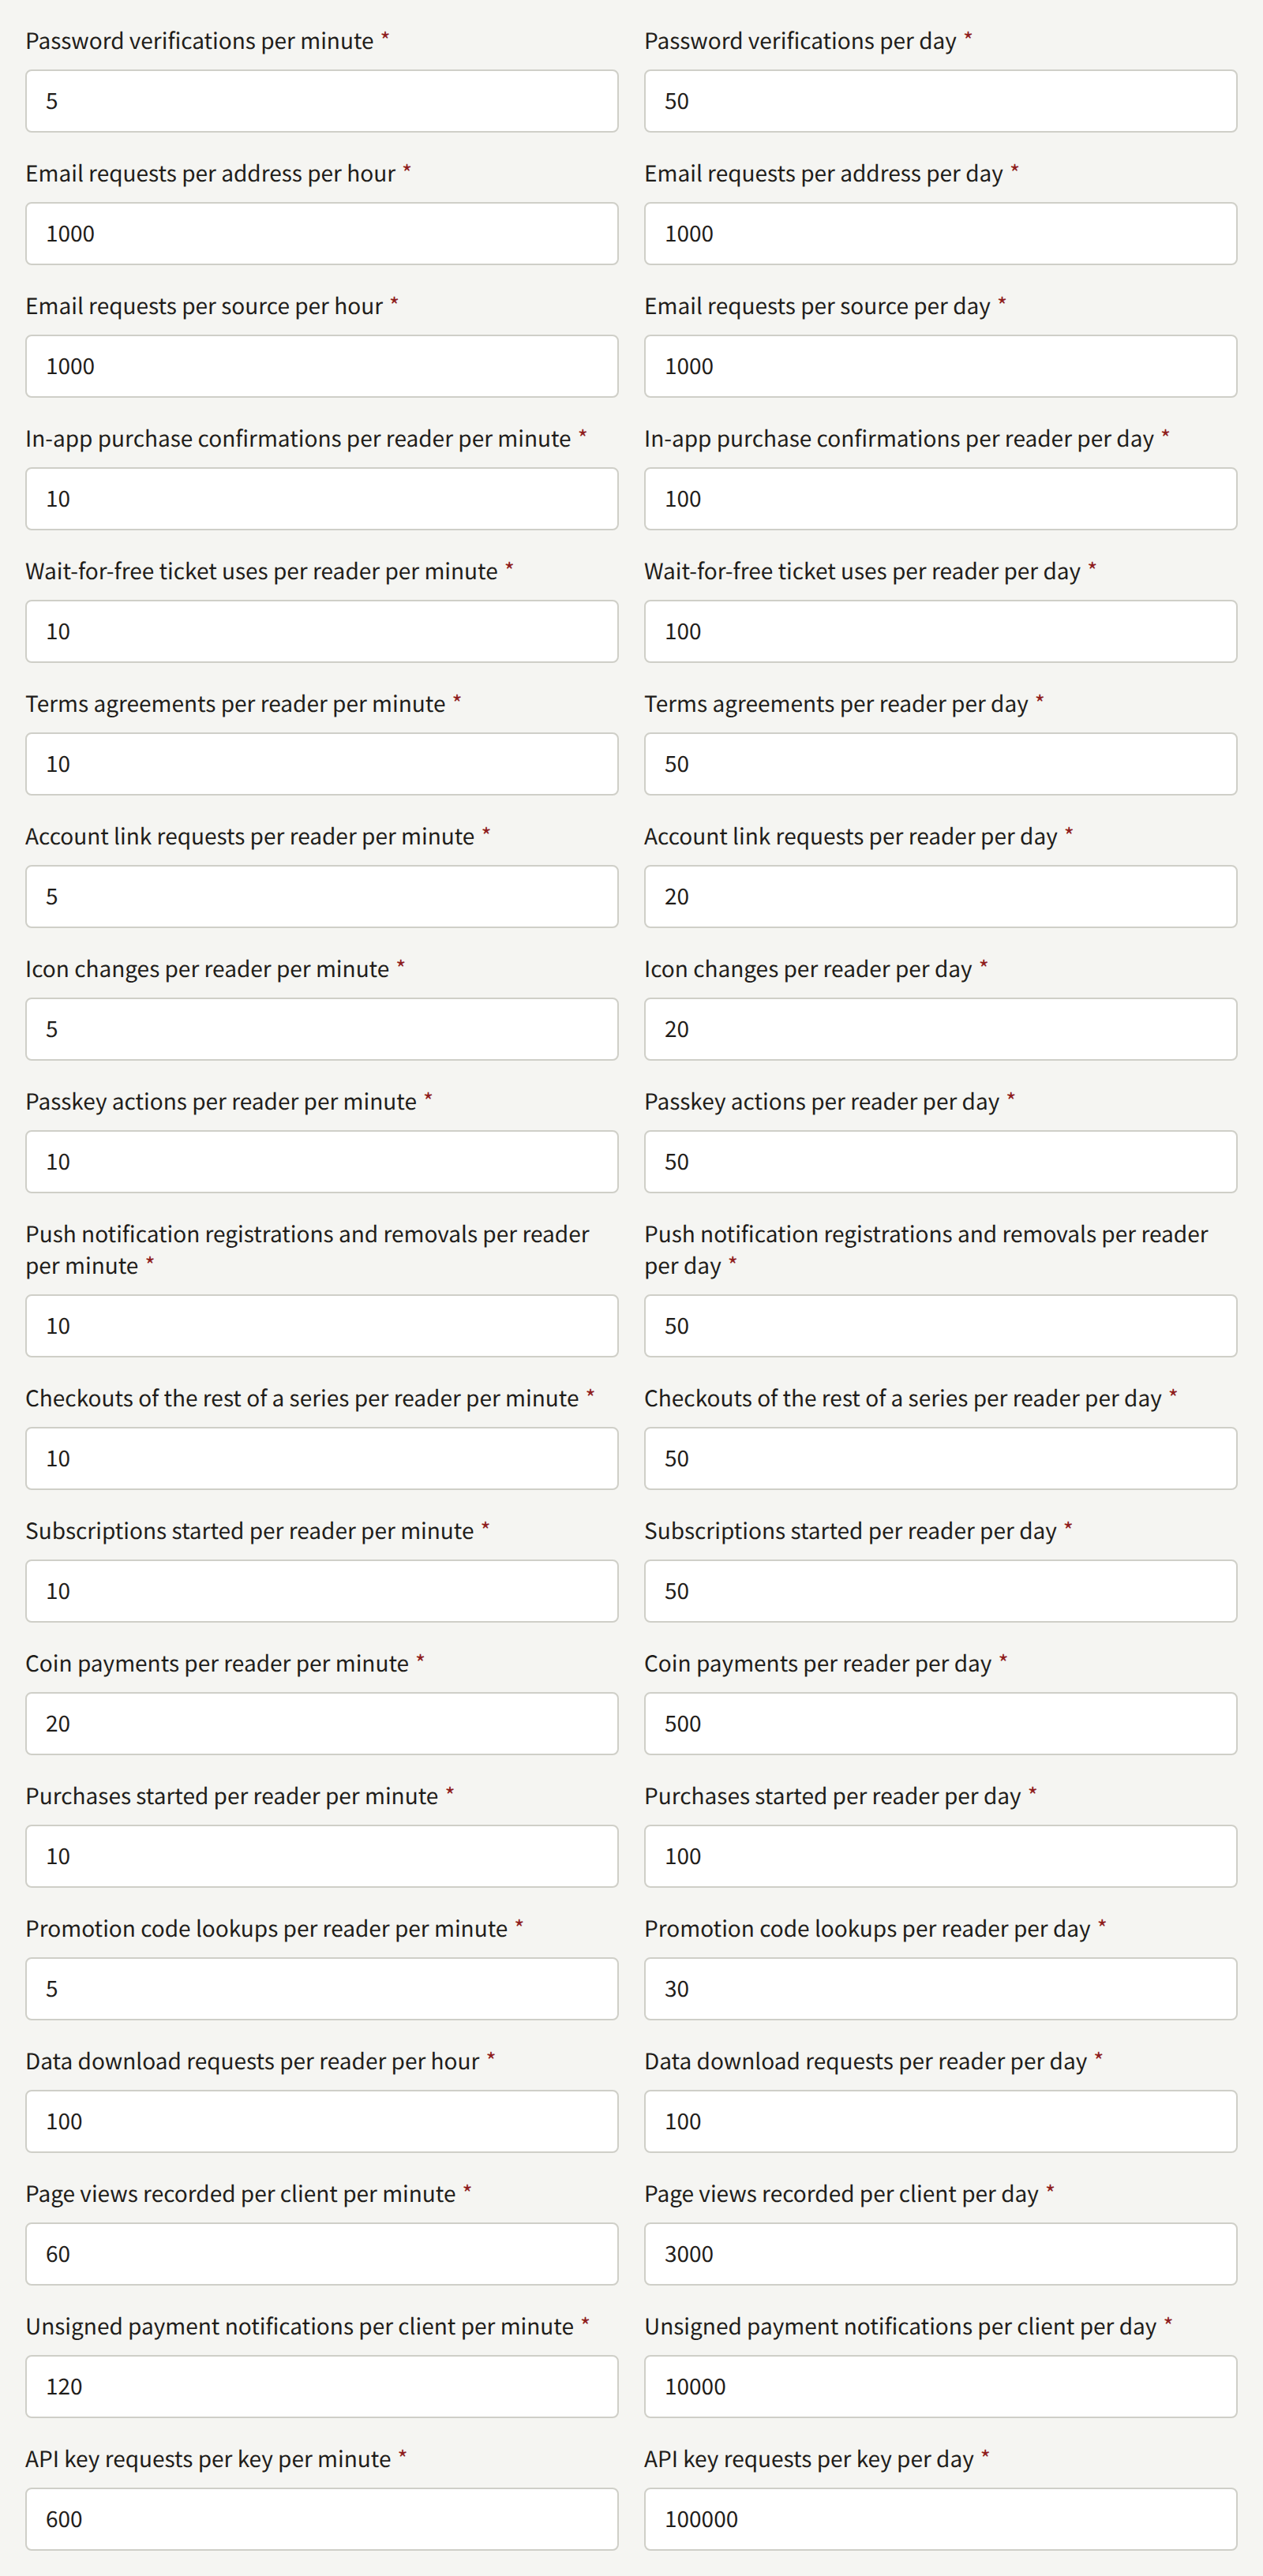 Password verifications per minute *
Password verifications per day *
5
50
Email requests per address per hour *
Email requests per address per day *
1000
1000
Email requests per source per hour *
Email requests per source per day *
1000
1000
In-app purchase confirmations per reader per minute *
In-app purchase confirmations per reader per day *
10
100
Wait-for-free ticket uses per reader per minute *
Wait-for-free ticket uses per reader per day *
10
100
Terms agreements per reader per minute *
Terms agreements per reader per day *
10
50
Account link requests per reader per minute *
Account link requests per reader per day *
5
20
Icon changes per reader per minute *
Icon changes per reader per day *
5
20
Passkey actions per reader per minute *
Passkey actions per reader per day *
10
50
Push notification registrations and removals per reader
per minute *
Push notification registrations and removals per reader
per day *
10
50
Checkouts of the rest of a series per reader per minute *
Checkouts of the rest of a series per reader per day *
10
50
Subscriptions started per reader per minute *
Subscriptions started per reader per day *
10
50
Coin payments per reader per minute *
Coin payments per reader per day *
20
500
Purchases started per reader per minute *
Purchases started per reader per day *
10
100
Promotion code lookups per reader per minute *
Promotion code lookups per reader per day *
5
30
Data download requests per reader per hour *
Data download requests per reader per day *
100
100
Page views recorded per client per minute *
Page views recorded per client per day *
60
3000
Unsigned payment notifications per client per minute *
Unsigned payment notifications per client per day *
120
10000
API key requests per key per minute *
API key requests per key per day *
600
100000